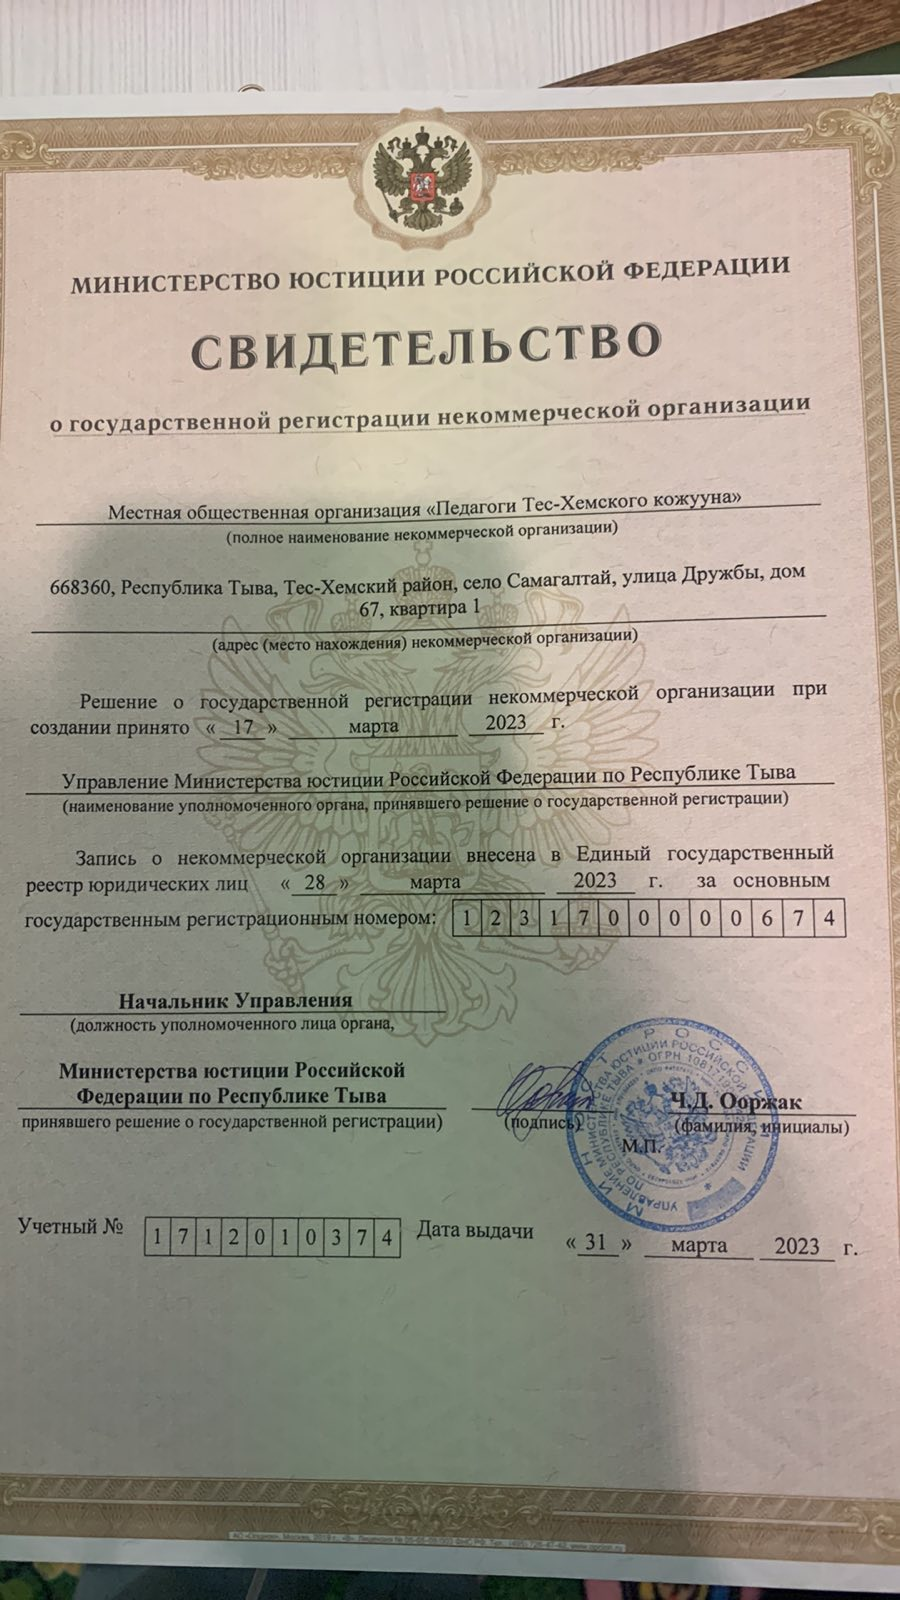 МИНИСТЕРСТВО ЮСТИЦИИ РОССИЙСКОЙ ФЕДЕРАЦИИ
СВИДЕТЕЛЬСТВО
о государственной регистрации некоммерческой организации
Местная общественная организация «Педагоги Тес-Хемского кожууна»
(полное наименование некоммерческой организации)
668360, Республика Тыва, Тес-Хемский район, село Самагалтай, улица Дружбы, дом
67, квартира 1
(адрес (место нахождения) некоммерческой организации)
Решение о государственной регистрации некоммерческой организации при
создании принято « 17 » марта 2023 г.
Управление Министерства юстиции Российской Федерации по Республике Тыва
(наименование уполномоченного органа, принявшего решение о государственной регистрации)
Запись о некоммерческой организации внесена в Единый государственный
реестр юридических лиц « 28 » марта 2023 г. за основным
государственным регистрационным номером: 1 2 3 1 7 0 0 0 0 0 6 7 4
Начальник Управления
(должность уполномоченного лица органа,
Министерства юстиции Российской
Федерации по Республике Тыва
принявшего решение о государственной регистрации)
(подпись)
Ч.Д. Ооржак
(фамилия, инициалы)
М.П.
Учетный № 1 7 1 2 0 1 0 3 7 4 Дата выдачи « 31 » марта 2023 г.